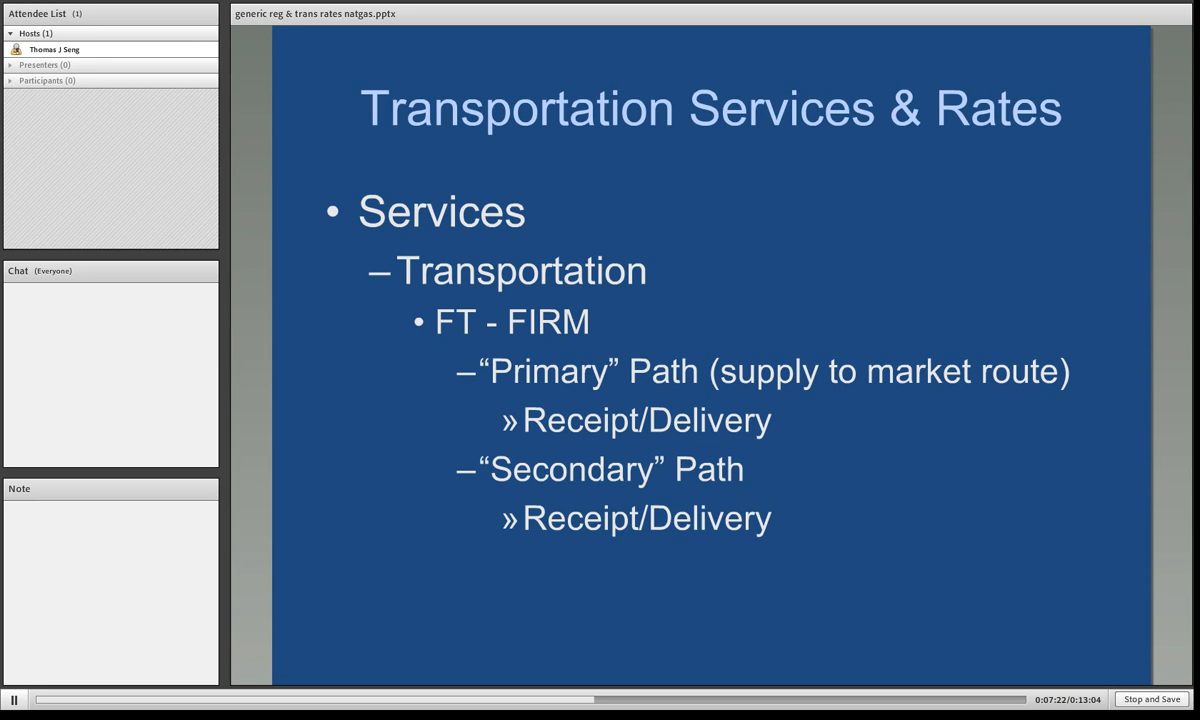 Attendee List (1)
Hosts (1)
Thomas J Seng
Presenters (0)
Participants (0)
Chat (Everyone)
Note
generic reg & trans rates natgas.pptx
Transportation Services & Rates
• Services
– Transportation
• FT - FIRM
– “Primary” Path (supply to market route)
» Receipt/Delivery
– “Secondary” Path
» Receipt/Delivery
0:07:22/0:13:04
Stop and Save